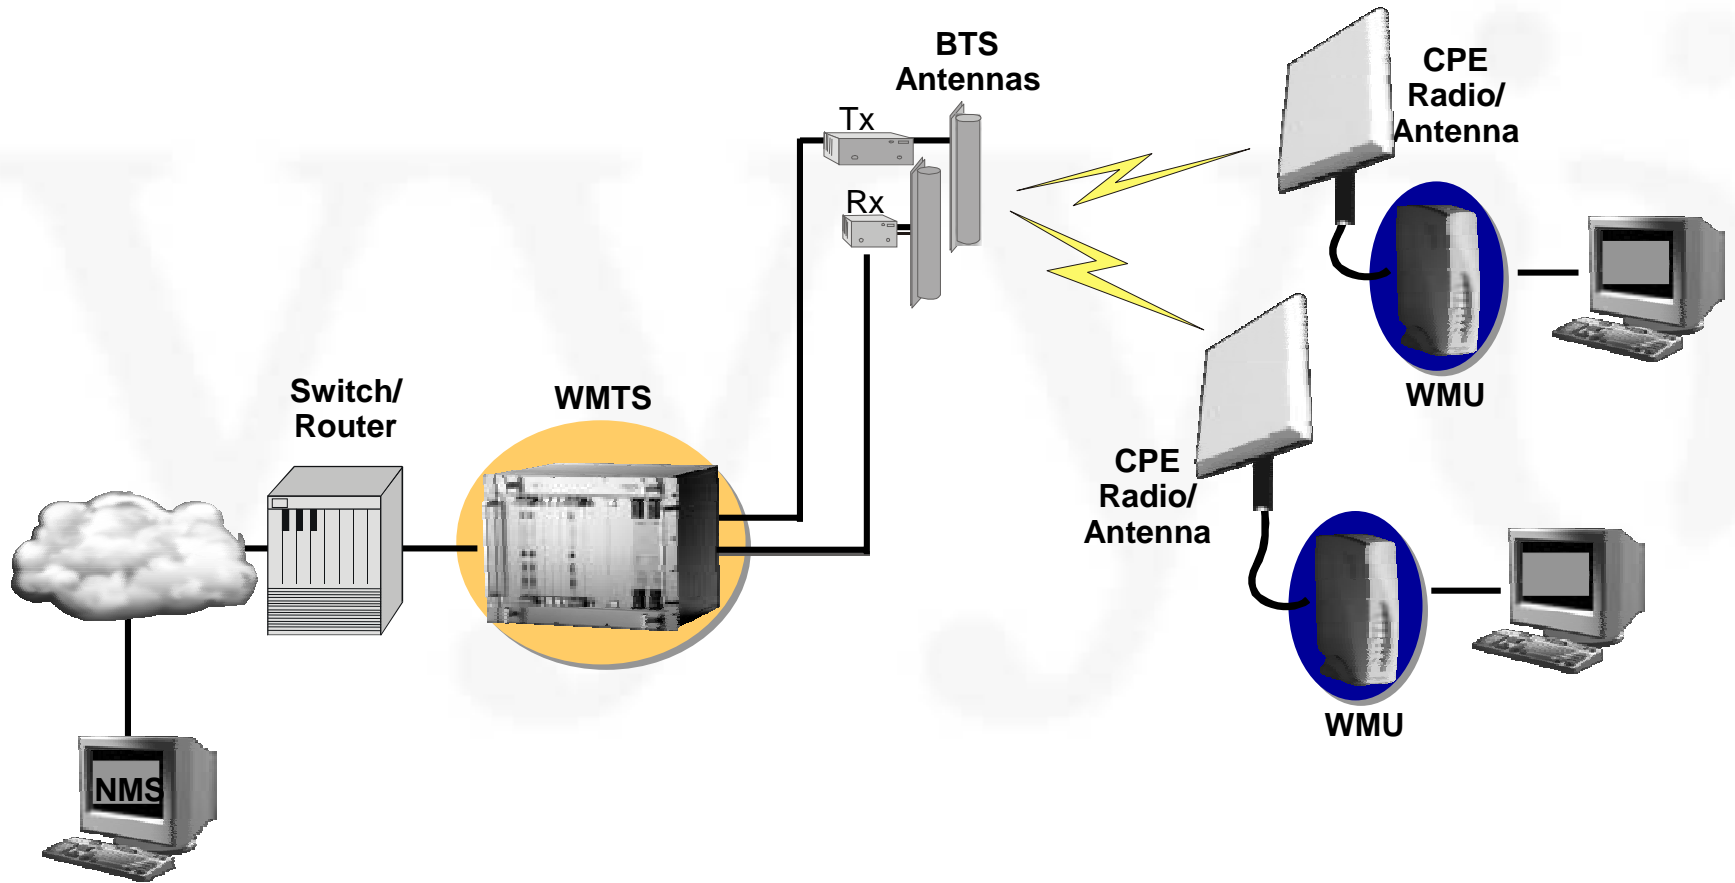 BTS
Antennas
Tx
Rx
CPE
Radio/
Antenna
WMU
Switch/
Router
WMTS
CPE
Radio/
Antenna
WMU
NMS